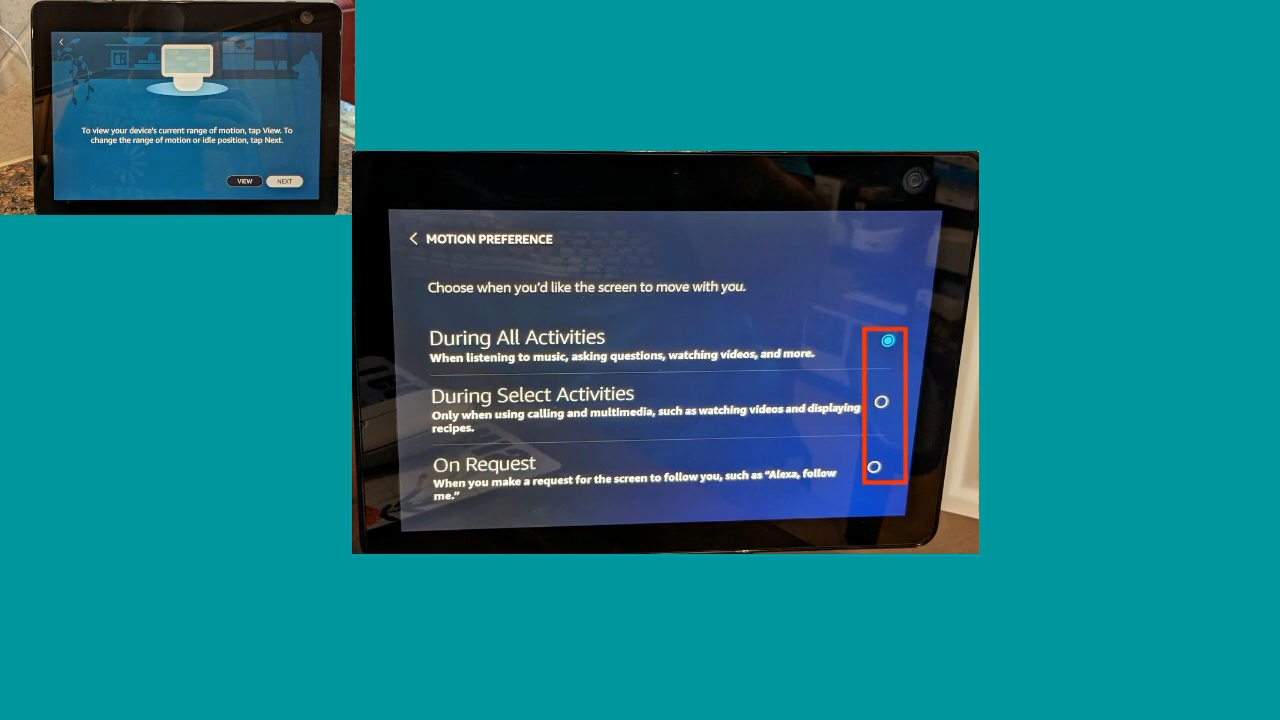 To view your device's current range of motion, tap View. To
change the range of motion or idle position, tap Next.
VIEW
NEXT
MOTION PREFERENCE
Choose when you'd like the screen to move with you.
During All Activities
When listening to music, asking questions, watching videos, and more.
During Select Activities
Only when using calling and multimedia, such as watching videos and displaying
recipes.
On Request
When you make a request for the screen to follow you, such as “Alexa, follow
me.”